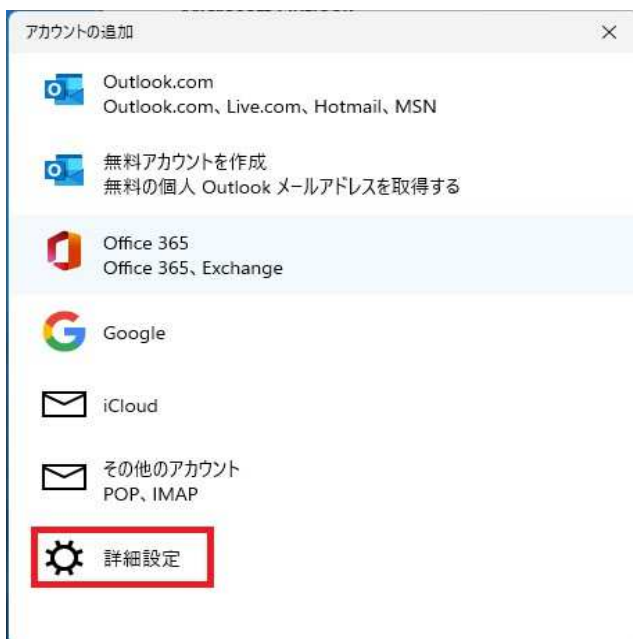 アカウントの追加
Outlook.com
Outlook.com、Live.com、Hotmail、MSN
無料アカウントを作成
無料の個人 Outlook メールアドレスを取得する
Office 365
Office 365、Exchange
Google
iCloud
その他のアカウント
POP、IMAP
詳細設定